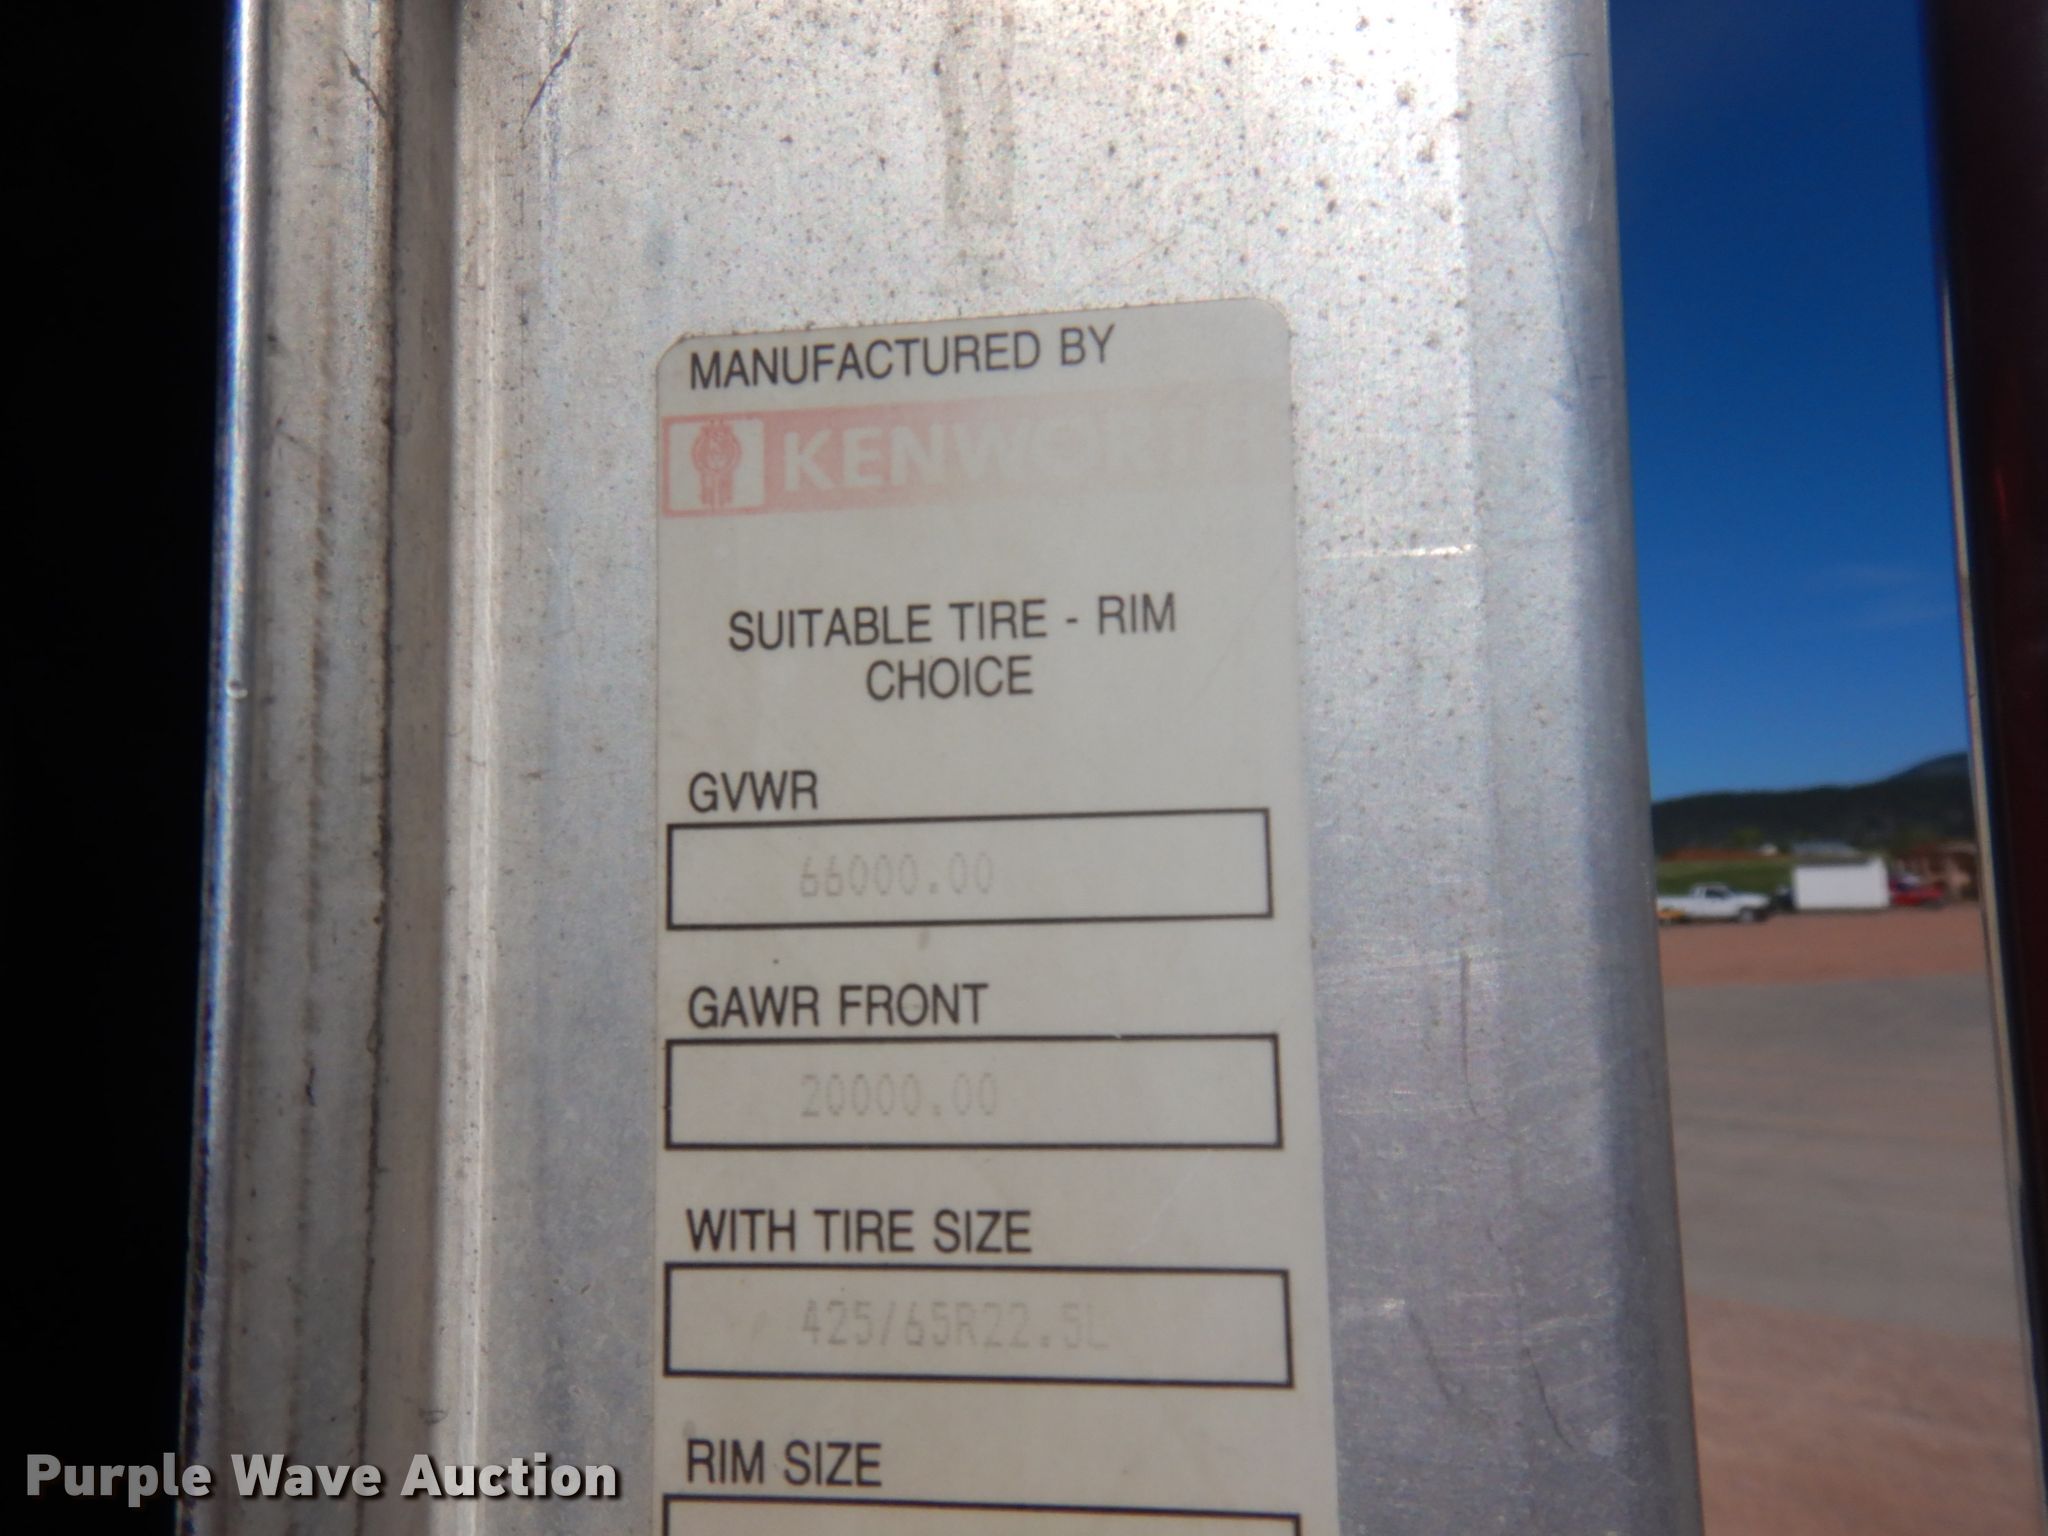 MANUFACTURED BY
KENWORTH
SUITABLE TIRE - RIM
CHOICE
GVWR
66000.00
GAWR FRONT
20000.00
WITH TIRE SIZE
425/65R22.5L
RIM SIZE
Purple Wave Auction